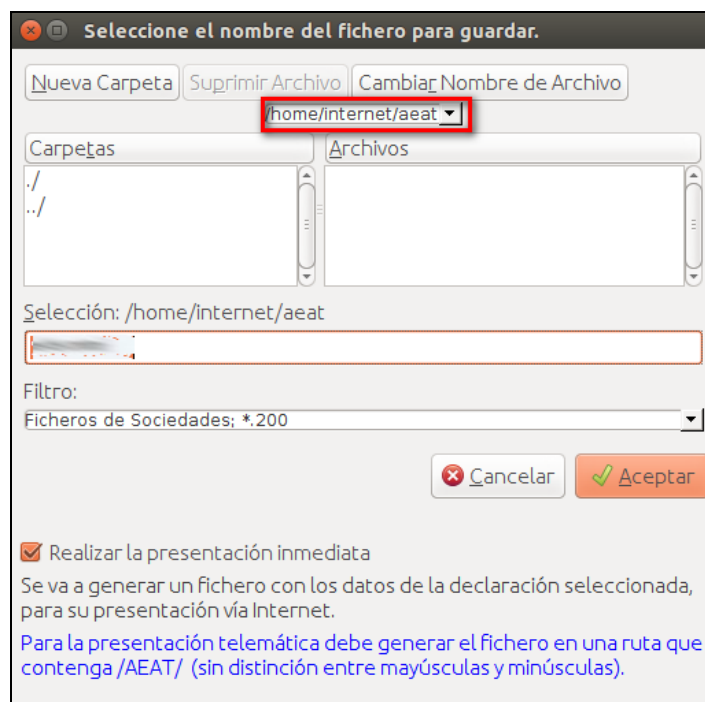 Seleccione el nombre del fichero para guardar.
Nueva Carpeta Suprimir Archivo Cambiar Nombre de Archivo
/home/internet/aeat
Carpetas Archivos
./
../
Selección: /home/internet/aeat
Filtro:
Ficheros de Sociedades; *.200
Cancelar Aceptar
Realizar la presentación inmediata
Se va a generar un fichero con los datos de la declaración seleccionada,
para su presentación vía Internet.
Para la presentación telemática debe generar el fichero en una ruta que
contenga /AEAT/ (sin distinción entre mayúsculas y minúsculas).